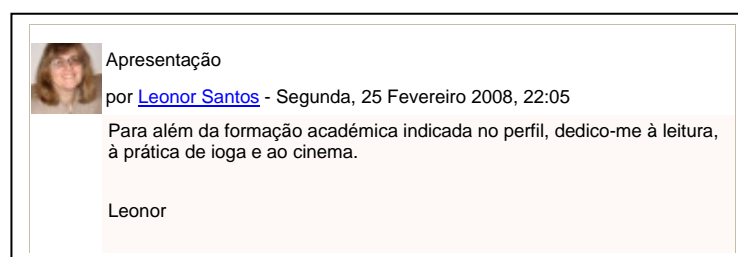 Apresentação
por Leonor Santos - Segunda, 25 Fevereiro 2008, 22:05
Para além da formação académica indicada no perfil, dedico-me à leitura,
à prática de ioga e ao cinema.
Leonor